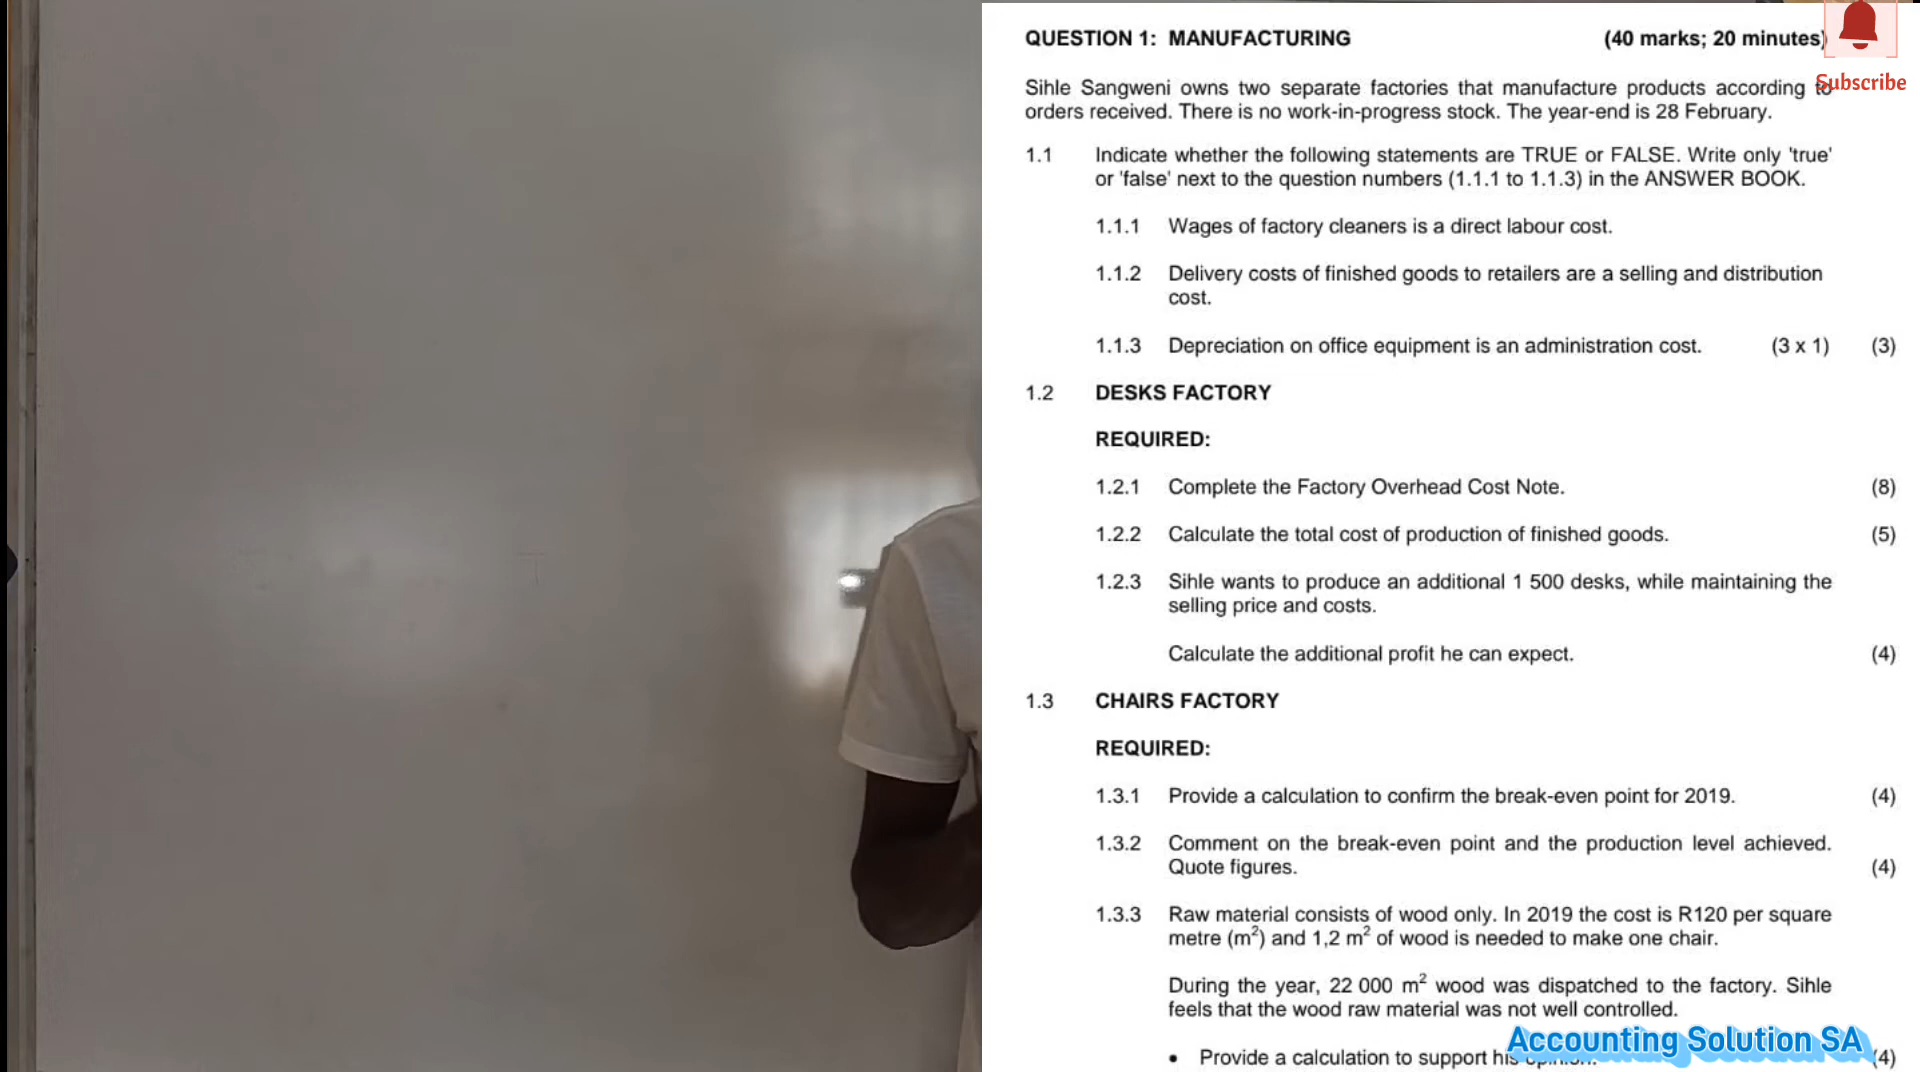 QUESTION 1: MANUFACTURING (40 marks; 20 minutes)
Subscribe
Sihle Sangweni owns two separate factories that manufacture products according to
orders received. There is no work-in-progress stock. The year-end is 28 February.
1.1 Indicate whether the following statements are TRUE or FALSE. Write only 'true'
or 'false' next to the question numbers (1.1.1 to 1.1.3) in the ANSWER BOOK.
1.1.1 Wages of factory cleaners is a direct labour cost.
1.1.2 Delivery costs of finished goods to retailers are a selling and distribution
cost.
1.1.3 Depreciation on office equipment is an administration cost. (3 x 1) (3)
1.2 DESKS FACTORY
REQUIRED:
1.2.1 Complete the Factory Overhead Cost Note. (8)
1.2.2 Calculate the total cost of production of finished goods. (5)
1.2.3 Sihle wants to produce an additional 1 500 desks, while maintaining the
selling price and costs.
Calculate the additional profit he can expect. (4)
1.3 CHAIRS FACTORY
REQUIRED:
1.3.1 Provide a calculation to confirm the break-even point for 2019. (4)
1.3.2 Comment on the break-even point and the production level achieved.
Quote figures. (4)
1.3.3 Raw material consists of wood only. In 2019 the cost is R120 per square
metre (m²) and 1,2 m² of wood is needed to make one chair.
During the year, 22 000 m² wood was dispatched to the factory. Sihle
feels that the wood raw material was not well controlled.
Accounting Solution SA
• Provide a calculation to support his opinion. (4)